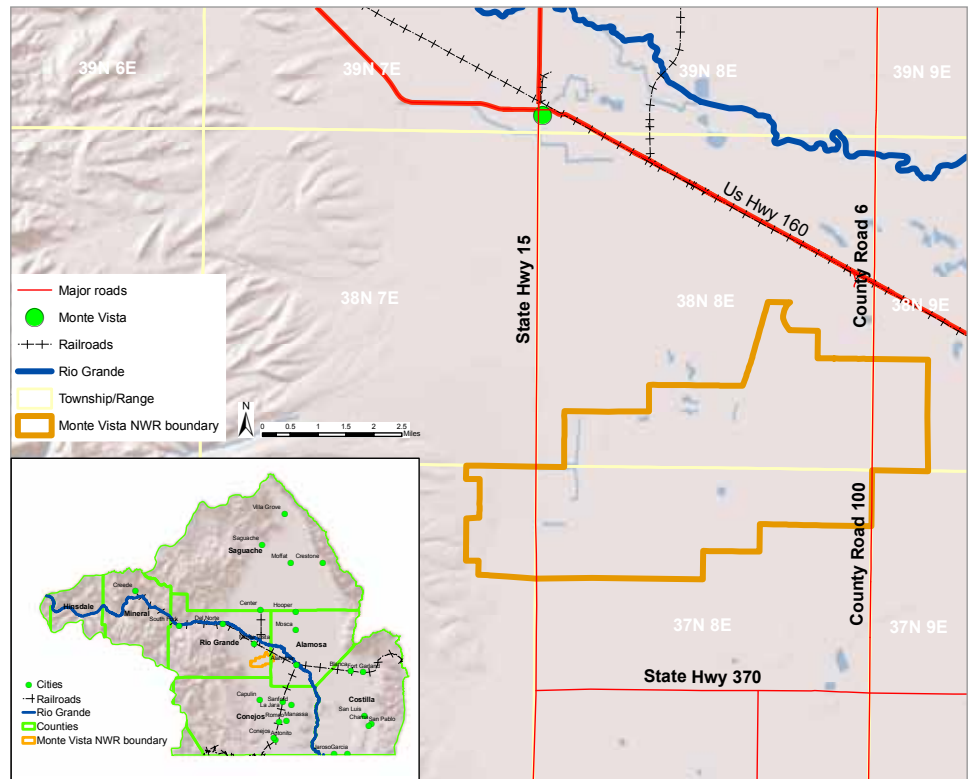 39N 6E
39N 7E
39N 8E
39N 9E
Us Hwy 160
State Hwy 15
County Road 6
38N 7E
38N 8E
38N 9E
Major roads
Monte Vista
Railroads
Rio Grande
Township/Range
Monte Vista NWR boundary
N
0 0.5 1 1.5 2 2.5
Miles
County Road 100
37N 8E
37N 9E
State Hwy 370
Villa Grove
Saguache
Saguache
Moffat
Crestone
Creede
Hinsdale
Mineral
South Fork
Del Norte
Center
Hooper
Mosca
Rio Grande
Alamosa
Blanca
Fort Garland
Capulin
Sanford
La Jara
Costilla
San Luis
Conejos
Romeo
Manassa
Chama
San Pablo
Conejos
Antonito
Jaroso
Garcia
Cities
Railroads
Rio Grande
Counties
Monte Vista NWR boundary